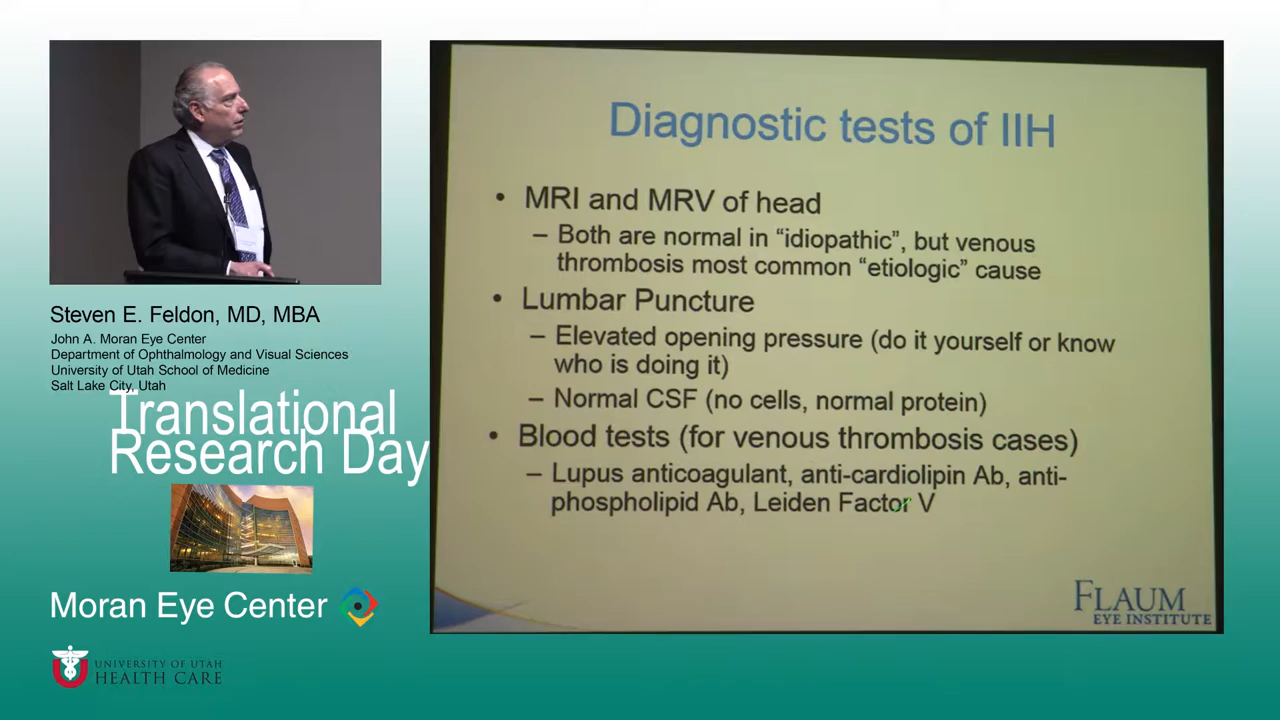 Steven E. Feldon, MD, MBA
John A. Moran Eye Center
Department of Ophthalmology and Visual Sciences
University of Utah School of Medicine
Salt Lake City, Utah
Translational
Research Day
Moran Eye Center
UNIVERSITY OF UTAH
HEALTH CARE
Diagnostic tests of IIH
• MRI and MRV of head
– Both are normal in “idiopathic”, but venous
thrombosis most common “etiologic” cause
• Lumbar Puncture
– Elevated opening pressure (do it yourself or know
who is doing it)
– Normal CSF (no cells, normal protein)
• Blood tests (for venous thrombosis cases)
– Lupus anticoagulant, anti-cardiolipin Ab, anti-
phospholipid Ab, Leiden Factor V
FLAUM
EYE INSTITUTE